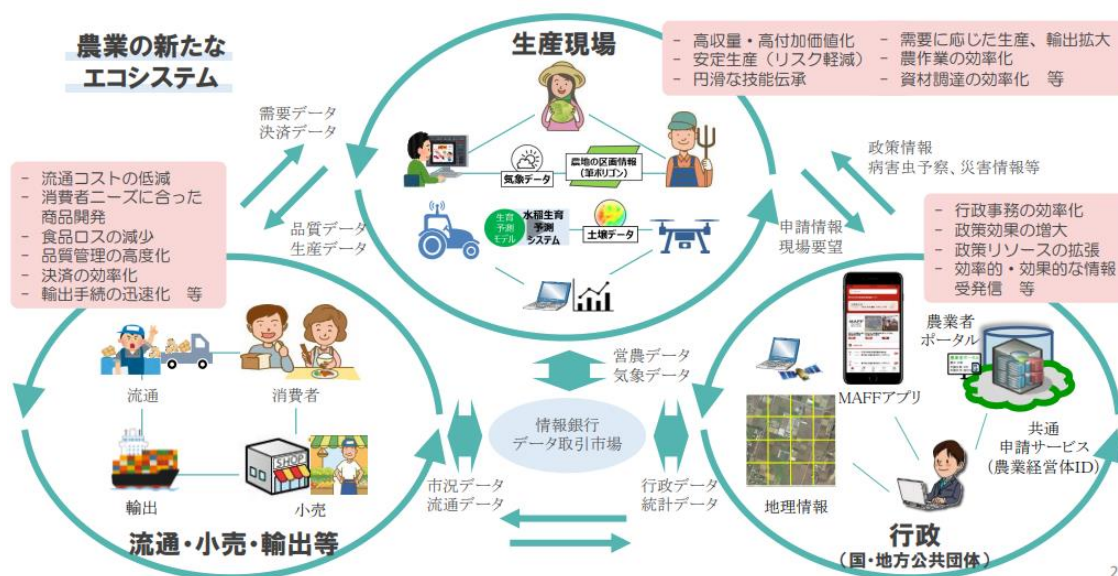 農業の新たな
エコシステム
生産現場
- 高収量・高付加価値化
- 安定生産（リスク軽減）
- 円滑な技能伝承
- 需要に応じた生産、輸出拡大
- 農作業の効率化
- 資材調達の効率化　等
需要データ
決済データ
気象データ
農地の区画情報
（筆ポリゴン）
政策情報
病害虫予察、災害情報等
- 流通コストの低減
- 消費者ニーズに合った
商品開発
- 食品ロスの減少
- 品質管理の高度化
- 決済の効率化
- 輸出手続の迅速化　等
品質データ
生産データ
生育
予測
モデル
水稲生育
予測
システム
土壌データ
申請情報
現場要望
- 行政事務の効率化
- 政策効果の増大
- 政策リソースの拡張
- 効率的・効果的な情報
受発信　等
流通
消費者
営農データ
気象データ
農業者
ポータル
MAFFアプリ
情報銀行
データ取引市場
共通
申請サービス
（農業経営体ID）
SHOP
輸出
小売
市況データ
流通データ
行政データ
統計データ
地理情報
流通・小売・輸出等
行政
（国・地方公共団体）
2